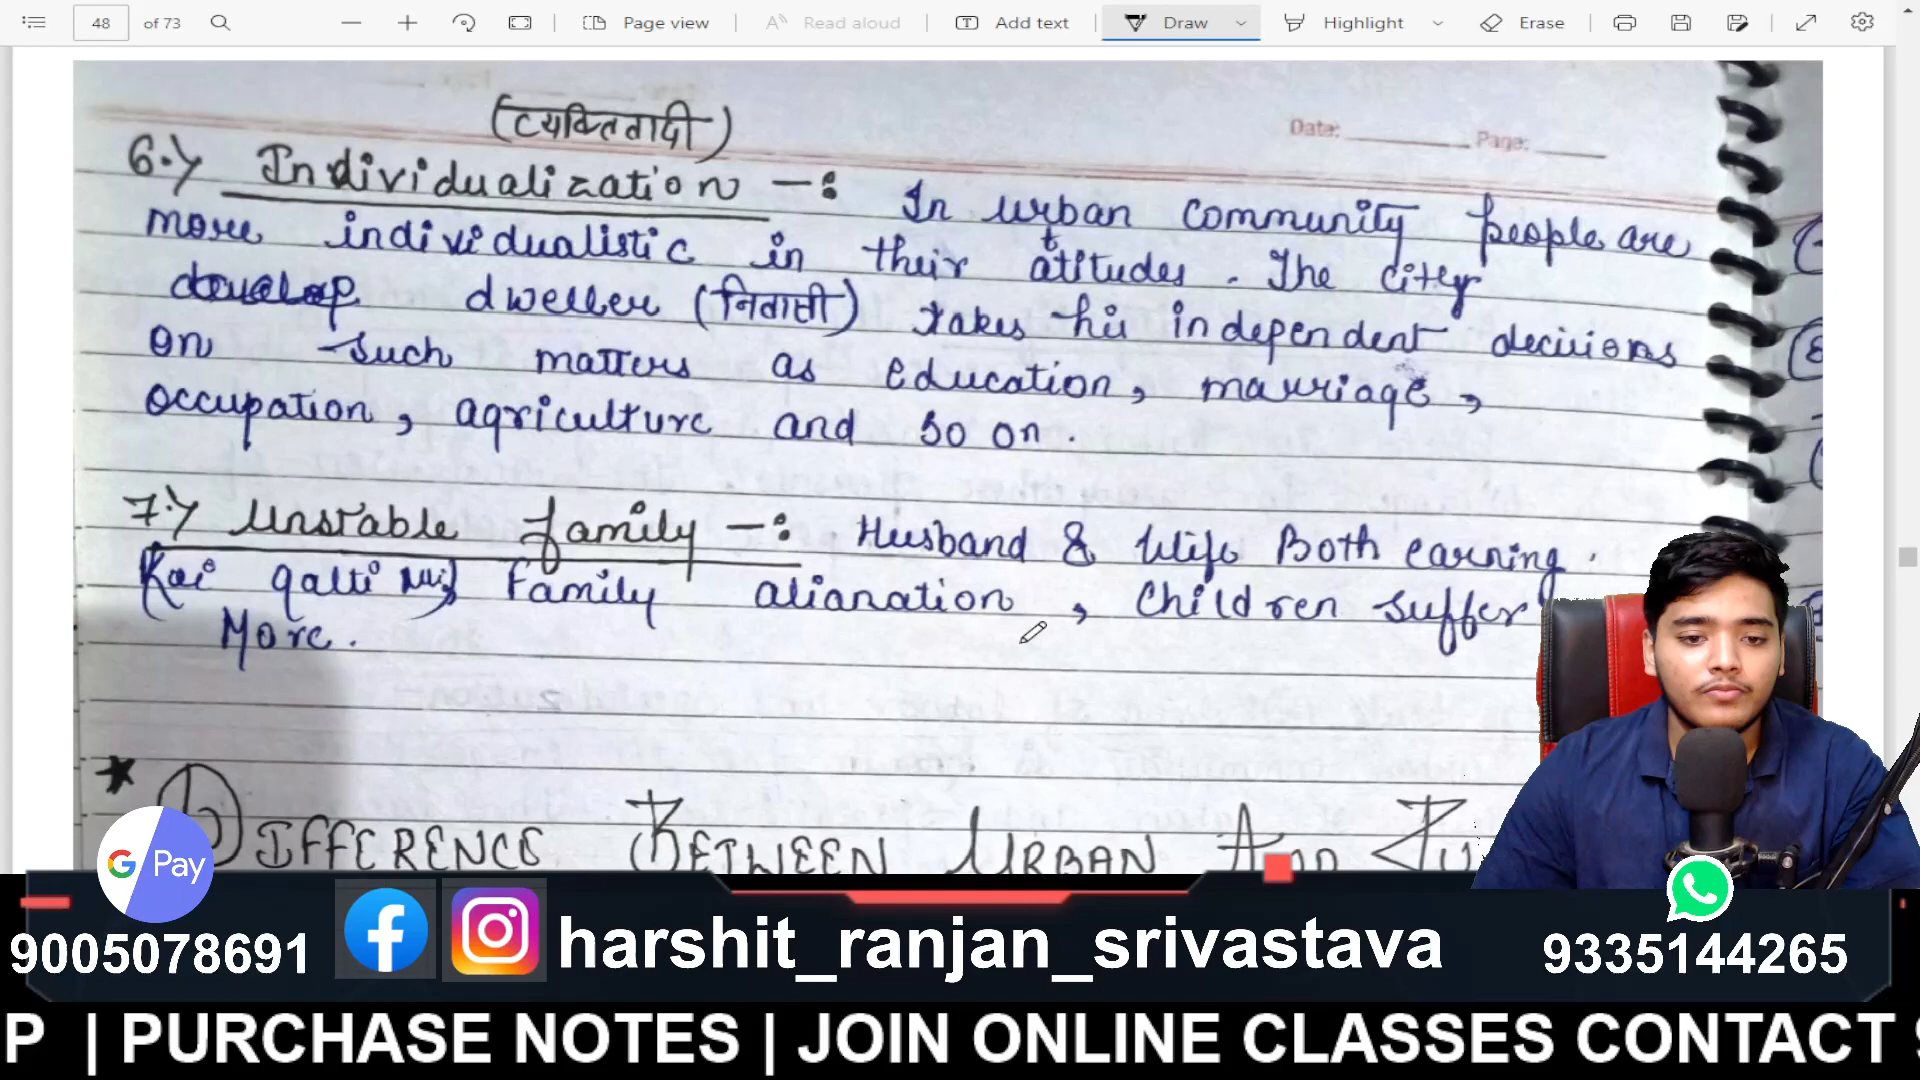 48 of 73 Page view Read aloud Add text Draw Highlight Erase
(व्यक्तिवादी)
Date: Page:
6.) Individualization -: In urban community people are
more individualistic in their attitudes. The city
develop dweller (निवासी) takes his independent decisions
on such matters as education, marriage,
occupation, agriculture and so on.
7.) Unstable family -: Husband & Wife Both earning.
Koi galti Family alianation, Children suffer
More.
* DIFFERENCE BETWEEN URBAN AND RU
G Pay
9005078691 harshit_ranjan_srivastava 9335144265
P | PURCHASE NOTES | JOIN ONLINE CLASSES CONTACT